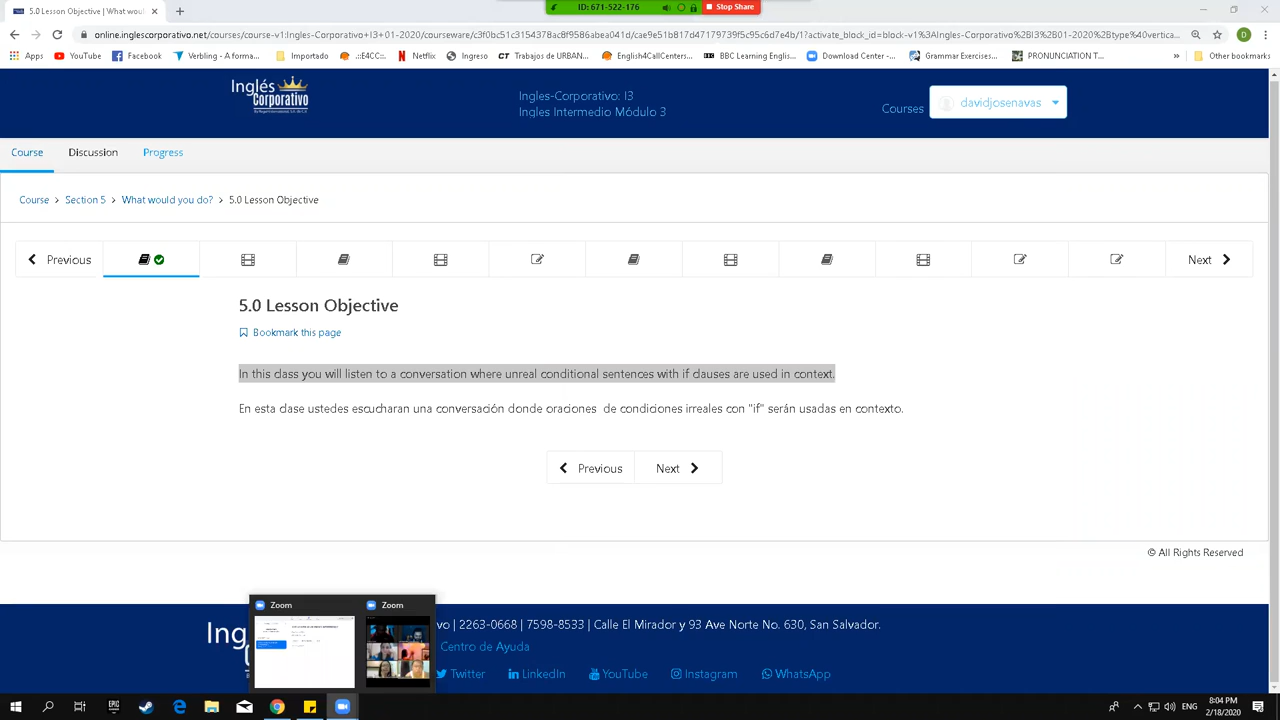 5.0 Lesson Objective | What woul
ID: 671-522-176
Stop Share
online.inglescorporativo.net/courses/course-v1:Ingles-Corporativo+I3+01-2020/courseware/c3f0bc51c3154378ac8f9586abea041d/cae9e51b817d47179739f5c95c6d7e4b/1?activate_block_id=block-v1%3AIngles-Corporativo%2BI3%2B01-2020%2Btype%40vertica...
Apps
YouTube
Facebook
Verbling - A forma...
Importado
.:E4CC:.
Netflix
Ingreso
CT Trabajos de URBAN...
English4CallCenters...
BBC Learning English...
Download Center -...
Grammar Exercises...
PRONUNCIATION T...
» Other bookmarks
Inglés
Corporativo
Ingles-Corporativo: I3
Ingles Intermedio Módulo 3
Courses
davidjosenavas
Course
Discussion
Progress
Course > Section 5 > What would you do? > 5.0 Lesson Objective
Previous
Next
5.0 Lesson Objective
Bookmark this page
In this class you will listen to a conversation where unreal conditional sentences with if clauses are used in context.
En esta clase ustedes escucharan una conversación donde oraciones de condiciones irreales con "if" serán usadas en contexto.
Previous
Next
© All Rights Reserved
Zoom
Zoom
Ingl
vo | 2263-0668 | 7598-8533 | Calle El Mirador y 93 Ave Norte No. 630, San Salvador.
Centro de Ayuda
Twitter
LinkedIn
YouTube
Instagram
WhatsApp
8:04 PM
2/18/2020